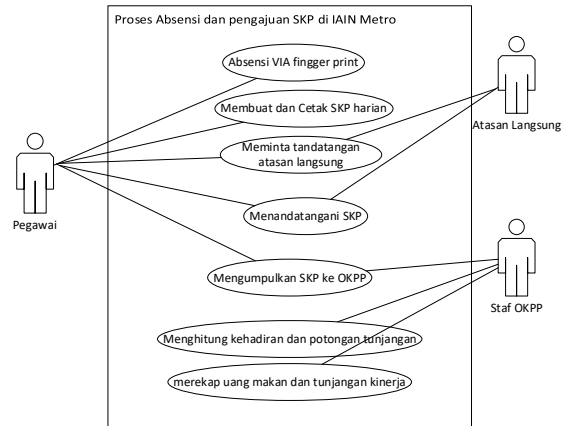 Proses Absensi dan pengajuan SKP di IAIN Metro
Absensi VIA fingger print
Membuat dan Cetak SKP harian
Meminta tandatangan
atasan langsung
Menandatangani SKP
Mengumpulkan SKP ke OKPP
Menghitung kehadiran dan potongan tunjangan
merekap uang makan dan tunjangan kinerja
Pegawai
Atasan Langsung
Staf OKPP